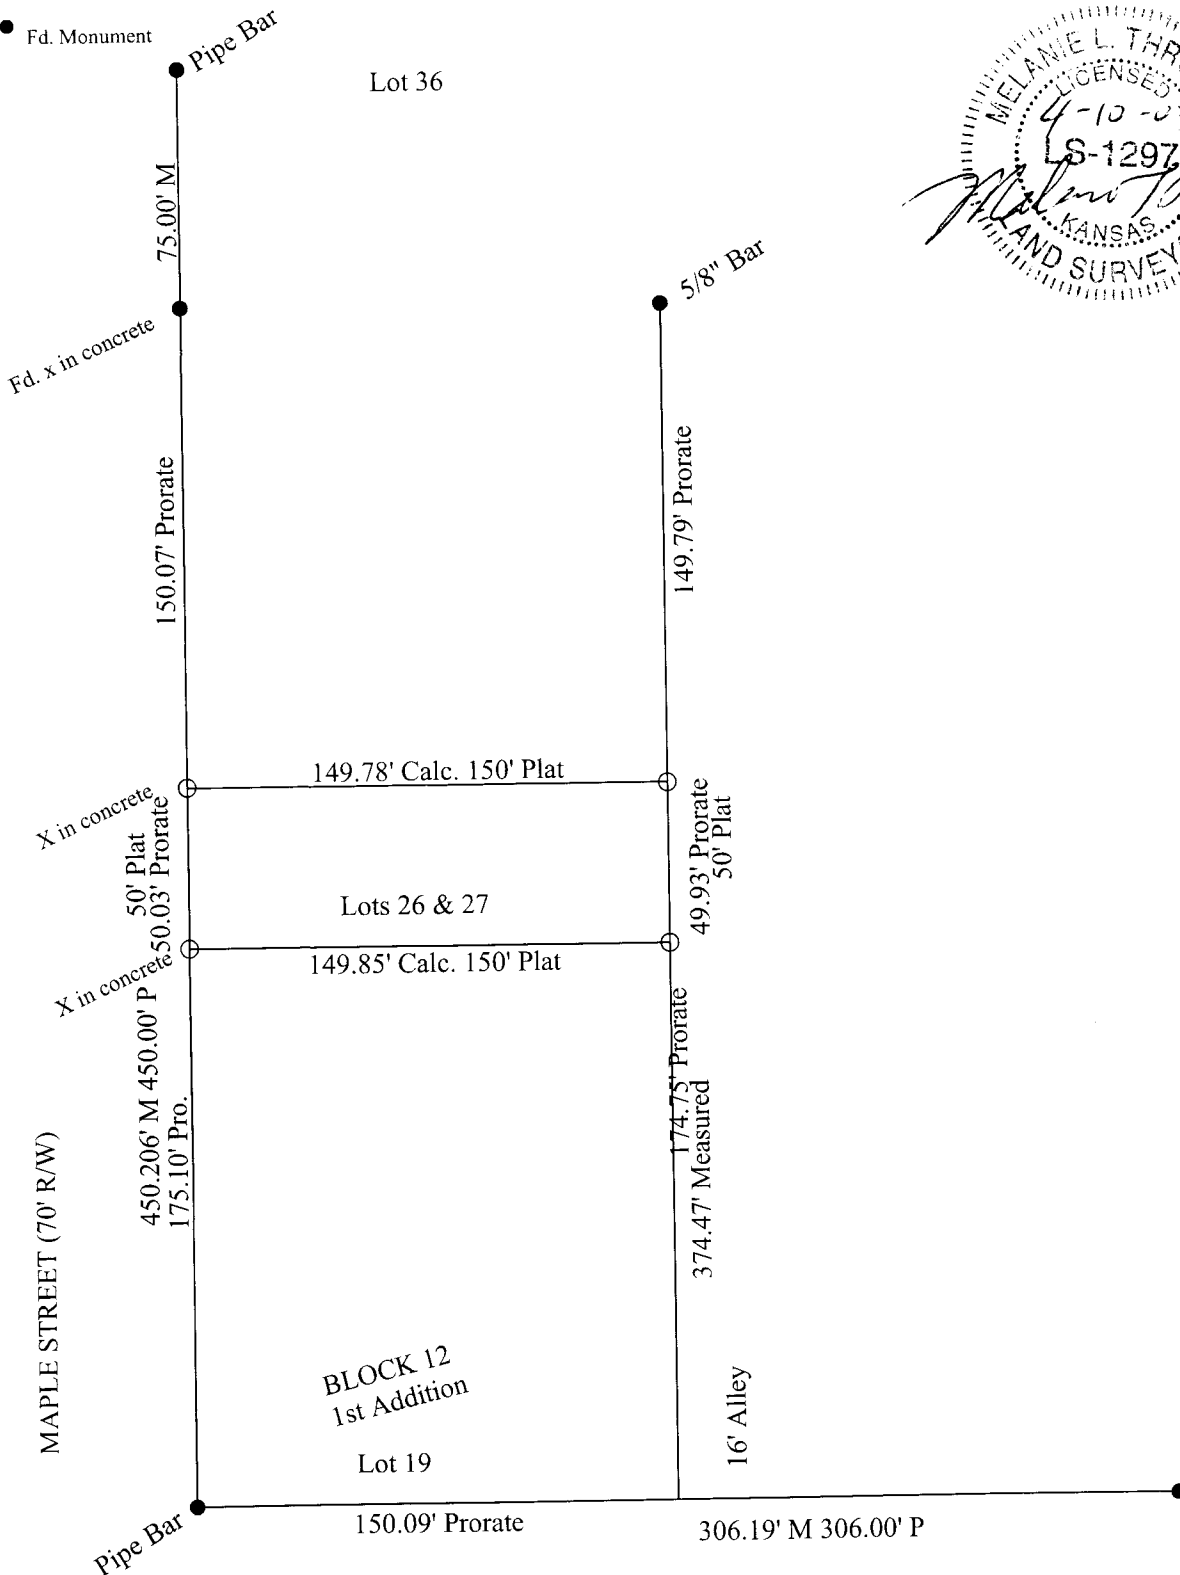 Fd. Monument
Pipe Bar
Lot 36
MELANIE L.
LICENSED
4-10-0
LS-1297
KANSAS
LAND
75.00' M
5/8" Bar
Fd. x in concrete
150.07' Prorate
149.79' Prorate
149.78' Calc. 150' Plat
X in concrete
50' Plat
50.03' Prorate
49.93' Prorate
50' Plat
Lots 26 & 27
149.85' Calc. 150' Plat
X in concrete
450.206' M 450.00' P
175.10' Pro.
174.75' Prorate
374.47' Measured
MAPLE STREET (70' R/W)
BLOCK 12
1st Addition
16' Alley
Lot 19
Pipe Bar
150.09' Prorate
306.19' M 306.00' P